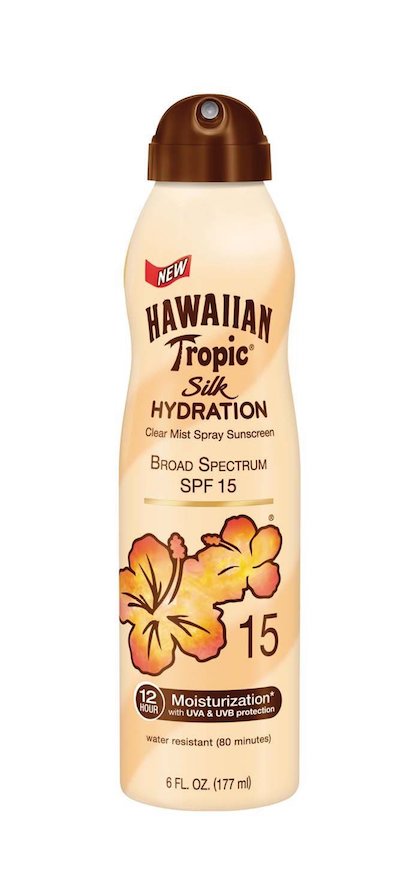 NEW
HAWAIIAN
Tropic®
Silk
HYDRATION
Clear Mist Spray Sunscreen
BROAD SPECTRUM
SPF 15
®
15
12
HOUR
Moisturization*
with UVA & UVB protection
water resistant (80 minutes)
6 FL. OZ. (177 ml)